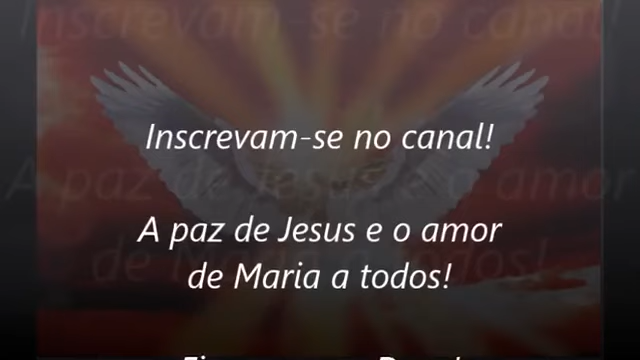 Inscrevam-se no canal!
A paz de Jesus e o amor
de Maria a todos!